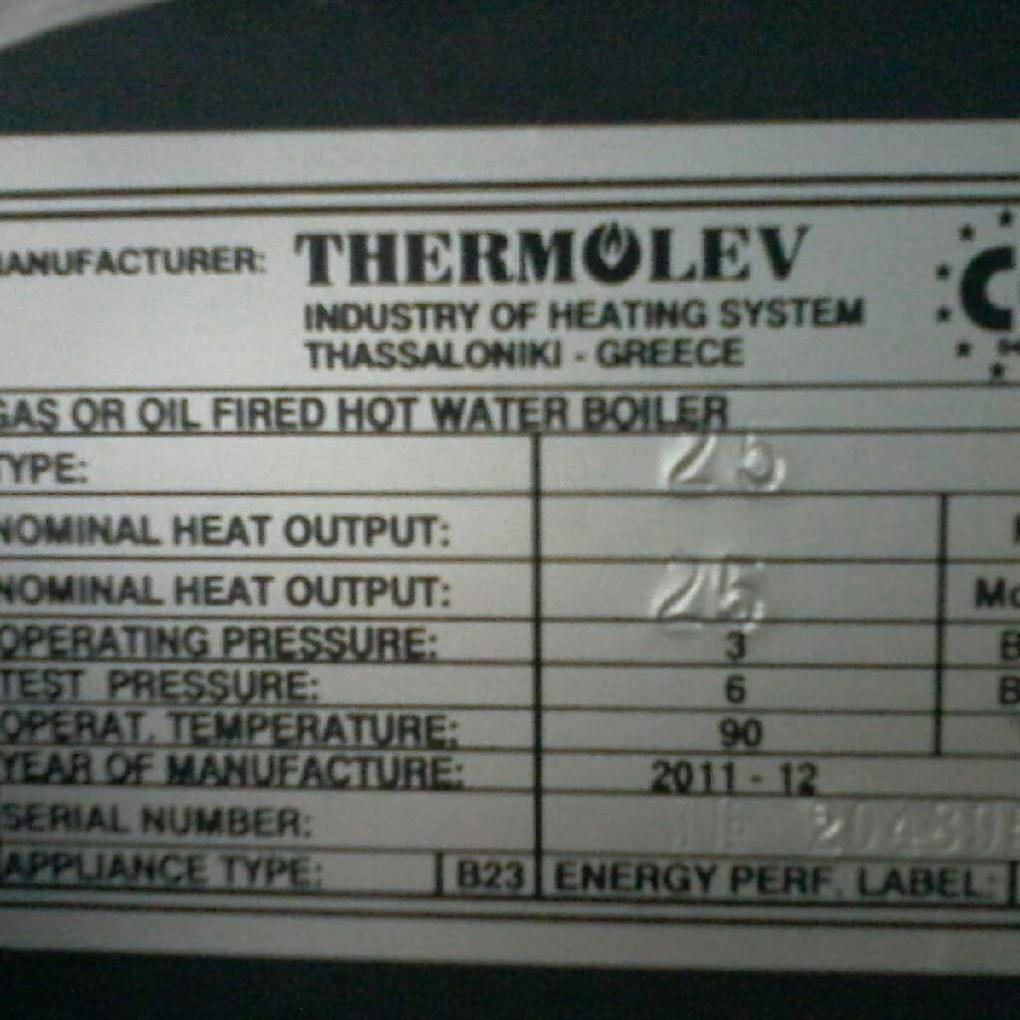 MANUFACTURER: THERMOLEV
INDUSTRY OF HEATING SYSTEM
THASSALONIKI - GREECE
GAS OR OIL FIRED HOT WATER BOILER
TYPE: 25
NOMINAL HEAT OUTPUT:
NOMINAL HEAT OUTPUT: 25
OPERATING PRESSURE: 3 B
TEST PRESSURE: 6 B
OPERAT. TEMPERATURE: 90
YEAR OF MANUFACTURE: 2011 - 12
SERIAL NUMBER:
APPLIANCE TYPE: B23 ENERGY PERF. LABEL: